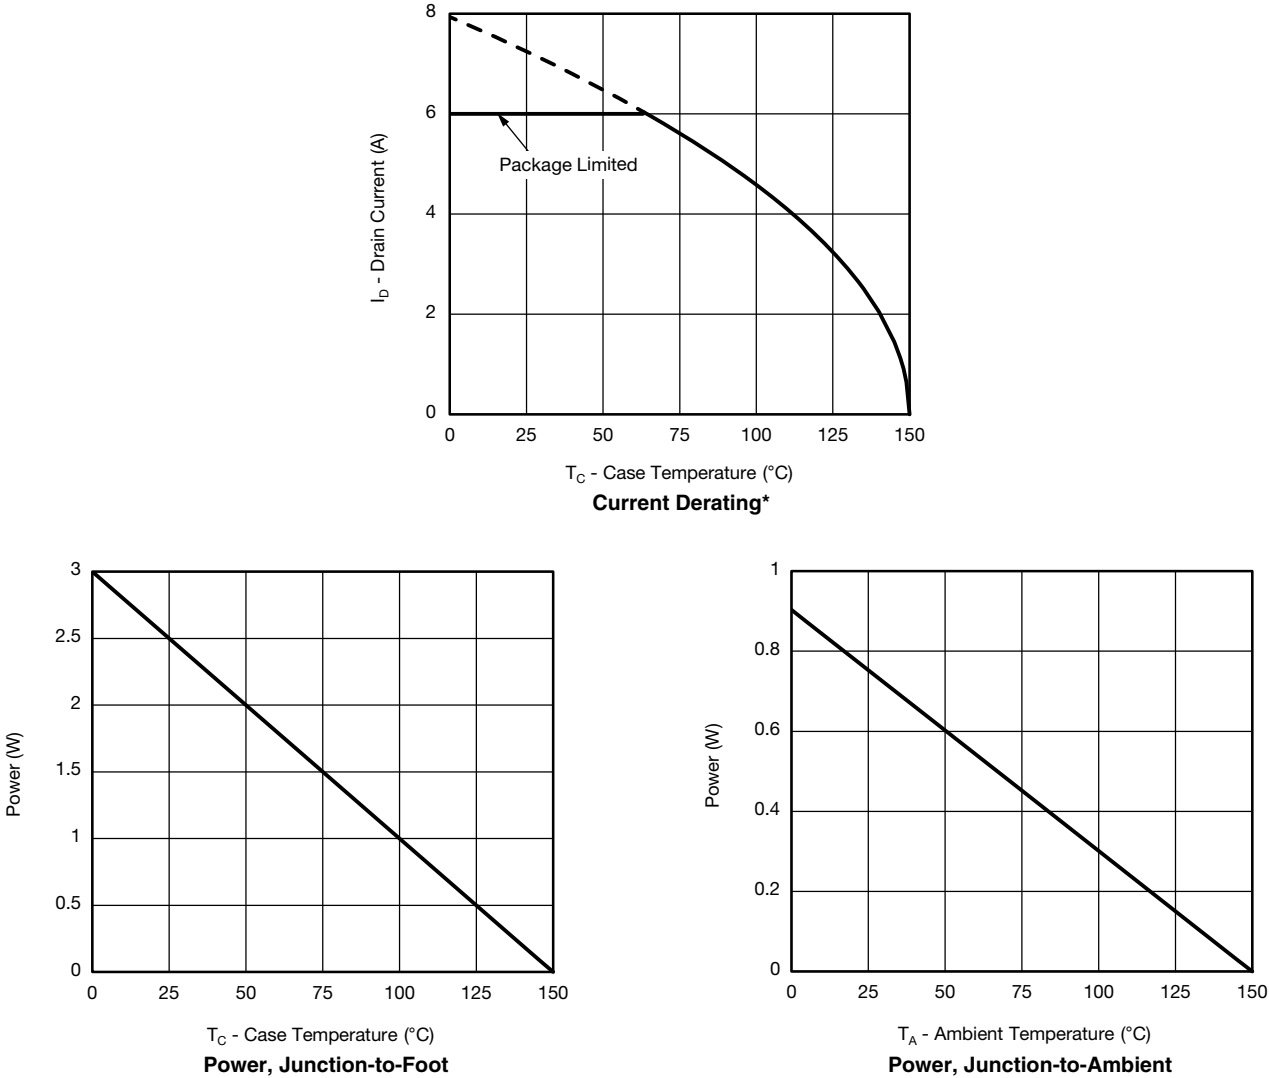 8
6
4
2
0
I_D - Drain Current (A)
Package Limited
0 25 50 75 100 125 150
T_C - Case Temperature (°C)
Current Derating*
3
2.5
2
1.5
1
0.5
0
Power (W)
0 25 50 75 100 125 150
T_C - Case Temperature (°C)
Power, Junction-to-Foot
1
0.8
0.6
0.4
0.2
0
Power (W)
0 25 50 75 100 125 150
T_A - Ambient Temperature (°C)
Power, Junction-to-Ambient